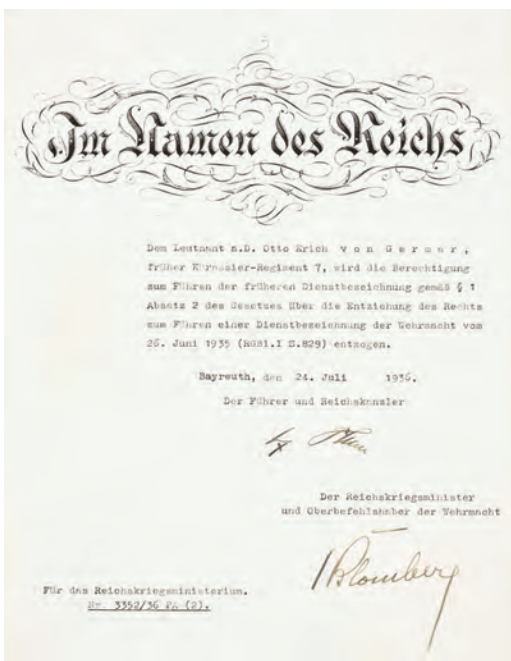 Im Namen des Reichs
Dem Leutnant a.D. Otto Erich von Germar,
früher Kürassier-Regiment 7, wird die Berechtigung
zum Führen der früheren Dienstbezeichnung gemäß § 1
Absatz 2 des Gesetzes über die Entziehung des Rechts
zum Führen einer Dienstbezeichnung der Wehrmacht vom
26. Juni 1935 (RGBl.I S.829) entzogen.
Bayreuth, den 24. Juli 1936.
Der Führer und Reichskanzler
Der Reichskriegsminister
und Oberbefehlshaber der Wehrmacht
Blomberg
Für das Reichskriegsministerium.
Nr. 3352/36 PA (2).